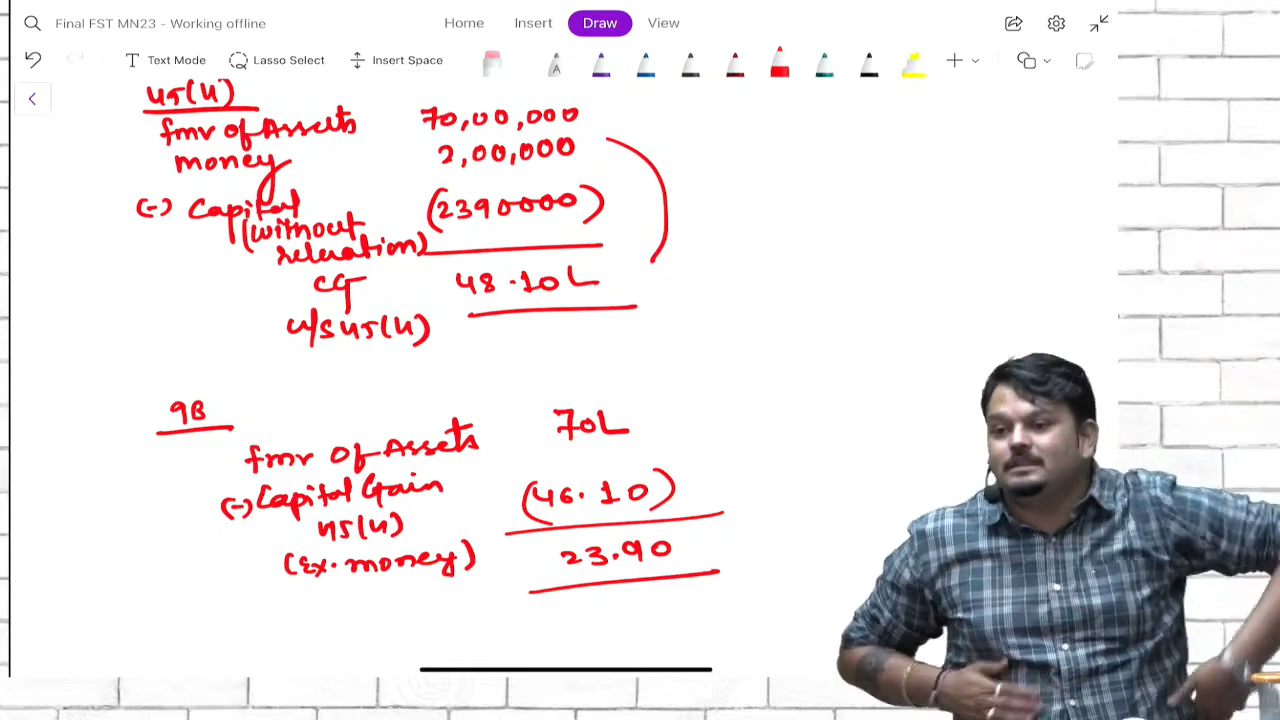 Final FST MN23 - Working offline
Home Insert Draw View
Text Mode Lasso Select Insert Space
45(4)
fmv of Assets 70,00,000
money 2,00,000
(-) Capital (2390000)
(without
relevation)
CG 48.10L
u/s 45(4)
9B
fmv of Assets 70L
(-) Capital Gain (46.10)
45(4)
(Ex. money) 23.90